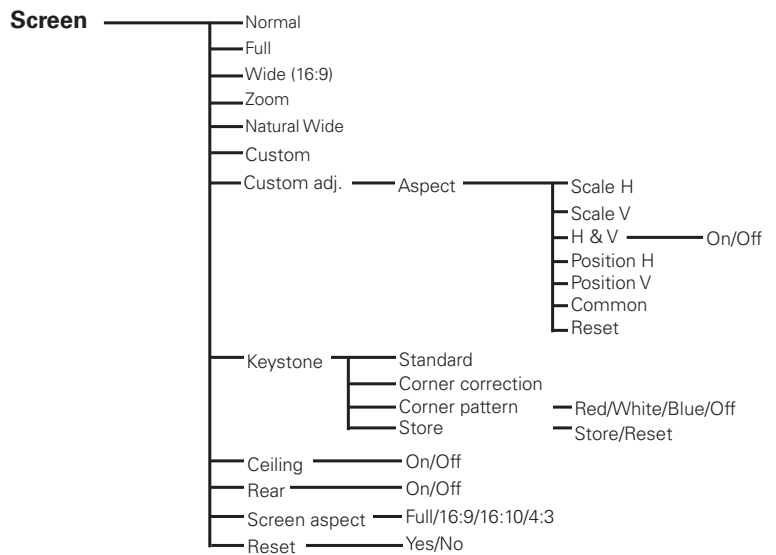 Screen Normal
Full
Wide (16:9)
Zoom
Natural Wide
Custom
Custom adj. Aspect Scale H
Scale V
H & V On/Off
Position H
Position V
Common
Reset
Keystone Standard
Corner correction
Corner pattern Red/White/Blue/Off
Store Store/Reset
Ceiling On/Off
Rear On/Off
Screen aspect Full/16:9/16:10/4:3
Reset Yes/No